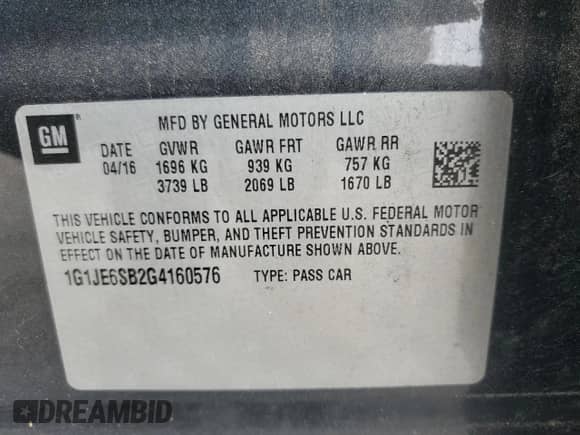 GM ®
MFD BY GENERAL MOTORS LLC
DATE GVWR GAWR FRT GAWR RR
04/16 1696 KG 939 KG 757 KG
3739 LB 2069 LB 1670 LB
THIS VEHICLE CONFORMS TO ALL APPLICABLE U.S. FEDERAL MOTOR
VEHICLE SAFETY, BUMPER, AND THEFT PREVENTION STANDARDS IN
EFFECT ON THE DATE OF MANUFACTURE SHOWN ABOVE.
1G1JE6SB2G4160576 TYPE: PASS CAR
DREAMBID